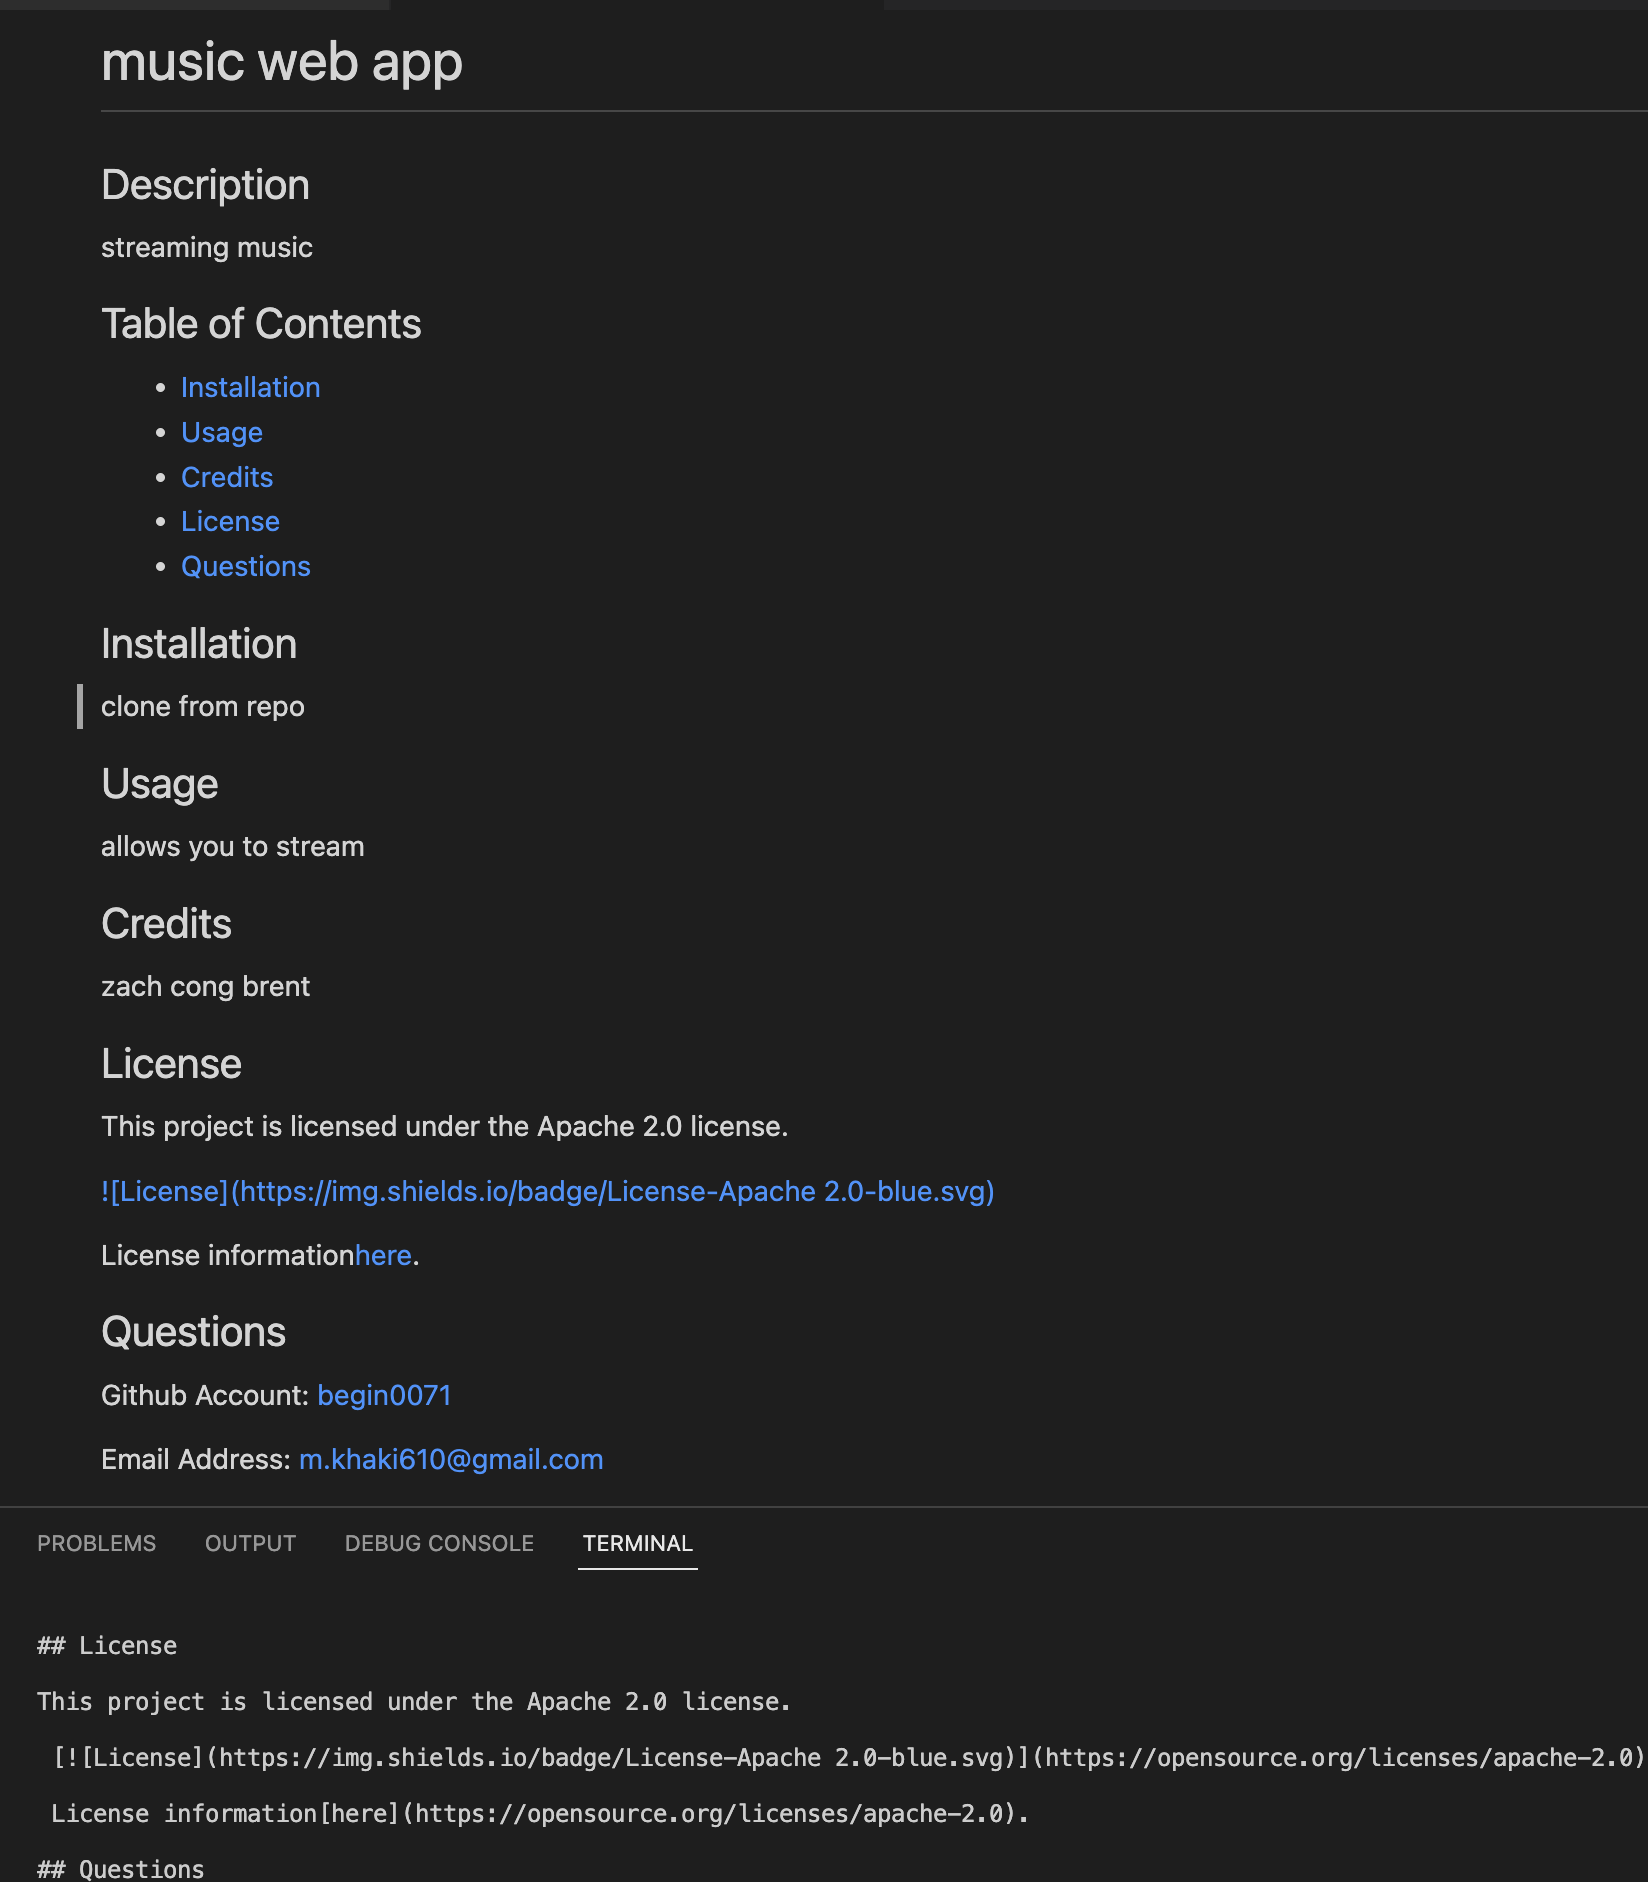 music web app
Description
streaming music
Table of Contents
Installation
Usage
Credits
License
Questions
Installation
clone from repo
Usage
allows you to stream
Credits
zach cong brent
License
This project is licensed under the Apache 2.0 license.
![License](https://img.shields.io/badge/License-Apache 2.0-blue.svg)
License informationhere.
Questions
Github Account: begin0071
Email Address: m.khaki610@gmail.com
PROBLEMS OUTPUT DEBUG CONSOLE TERMINAL
## License
This project is licensed under the Apache 2.0 license.
[![License](https://img.shields.io/badge/License-Apache 2.0-blue.svg)](https://opensource.org/licenses/apache-2.0)
License information[here](https://opensource.org/licenses/apache-2.0).
## Questions